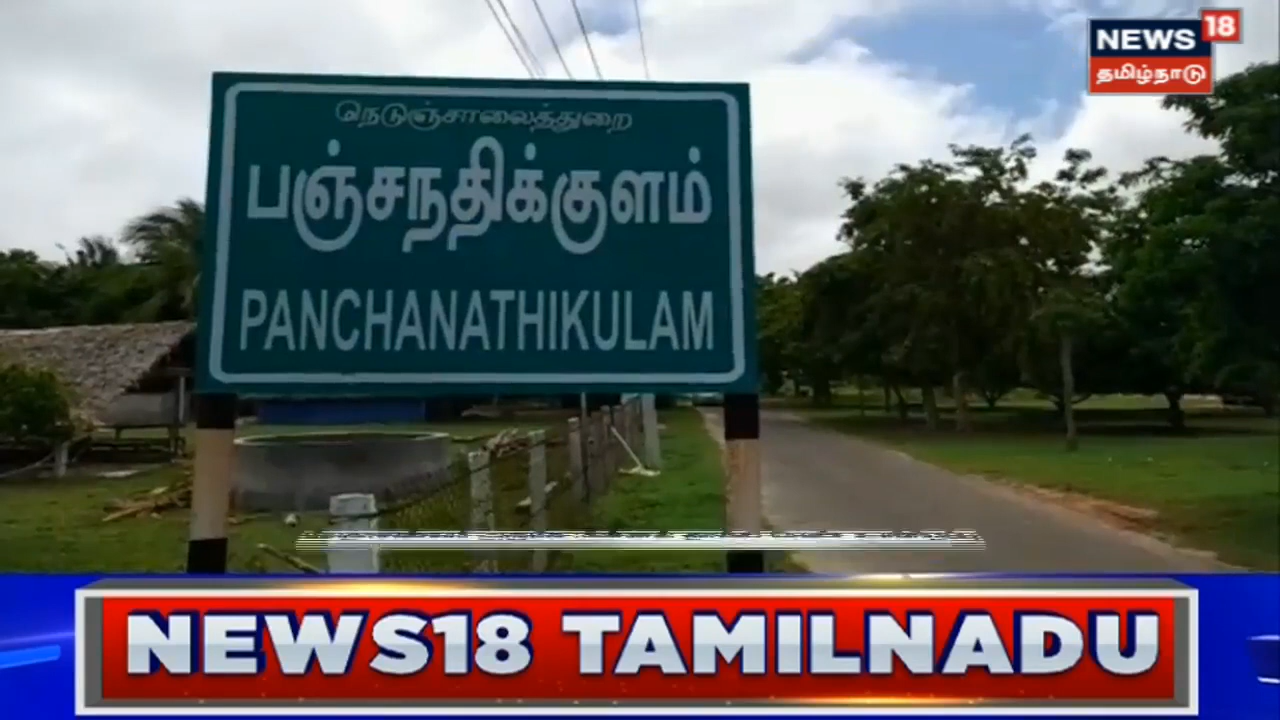 NEWS 18
தமிழ்நாடு
நெடுஞ்சாலைத்துறை
பஞ்சநதிக்குளம்
PANCHANATHIKULAM
NEWS18 TAMILNADU